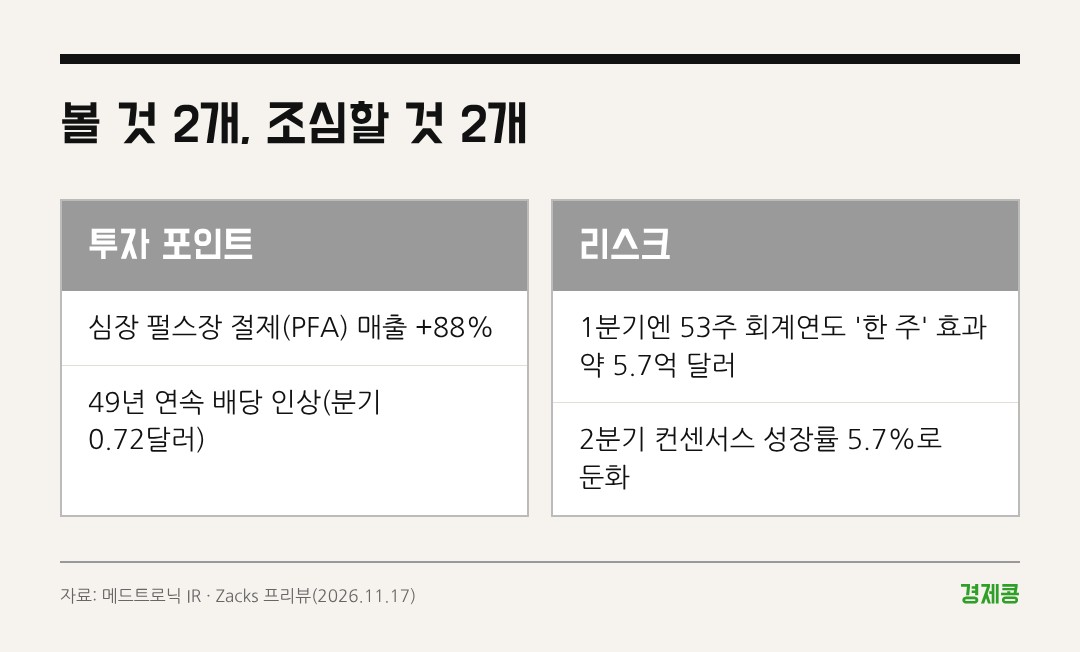 볼 것 2개, 조심할 것 2개
투자 포인트
심장 펄스장 절제(PFA) 매출 +88%
49년 연속 배당 인상(분기
0.72달러)
리스크
1분기엔 53주 회계연도 '한 주' 효과
약 5.7억 달러
2분기 컨센서스 성장률 5.7%로
둔화
자료: 메드트로닉 IR · Zacks 프리뷰(2026.11.17)
경제콩